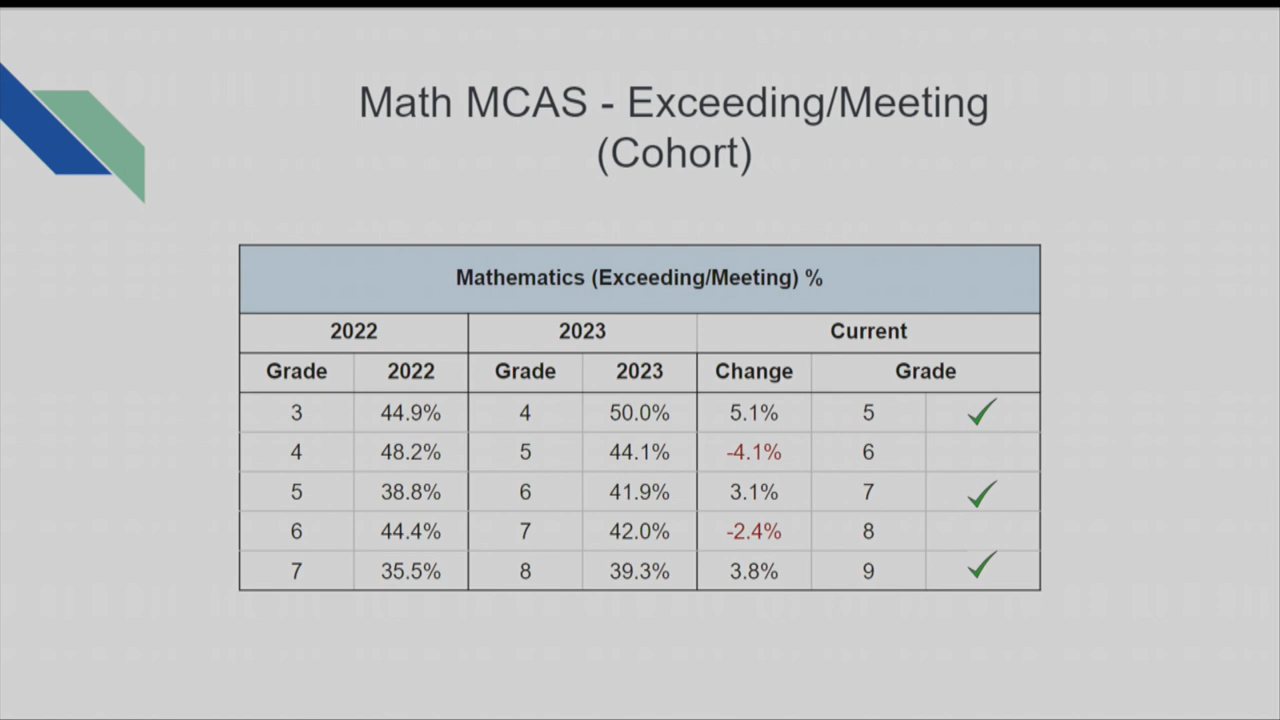 Math MCAS - Exceeding/Meeting
(Cohort)
Mathematics (Exceeding/Meeting) %
2022 2023 Current
Grade 2022 Grade 2023 Change Grade
3 44.9% 4 50.0% 5.1% 5
4 48.2% 5 44.1% -4.1% 6
5 38.8% 6 41.9% 3.1% 7
6 44.4% 7 42.0% -2.4% 8
7 35.5% 8 39.3% 3.8% 9